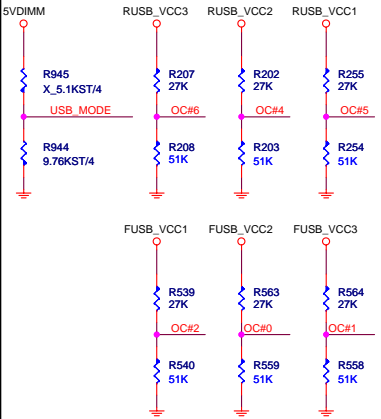 5VDIMM RUSB_VCC3 RUSB_VCC2 RUSB_VCC1
R945 R207 R202 R255
X_5.1KST/4 27K 27K 27K
USB_MODE OC#6 OC#4 OC#5
R944 R208 R203 R254
9.76KST/4 51K 51K 51K
FUSB_VCC1 FUSB_VCC2 FUSB_VCC3
R539 R563 R564
27K 27K 27K
OC#2 OC#0 OC#1
R540 R559 R558
51K 51K 51K